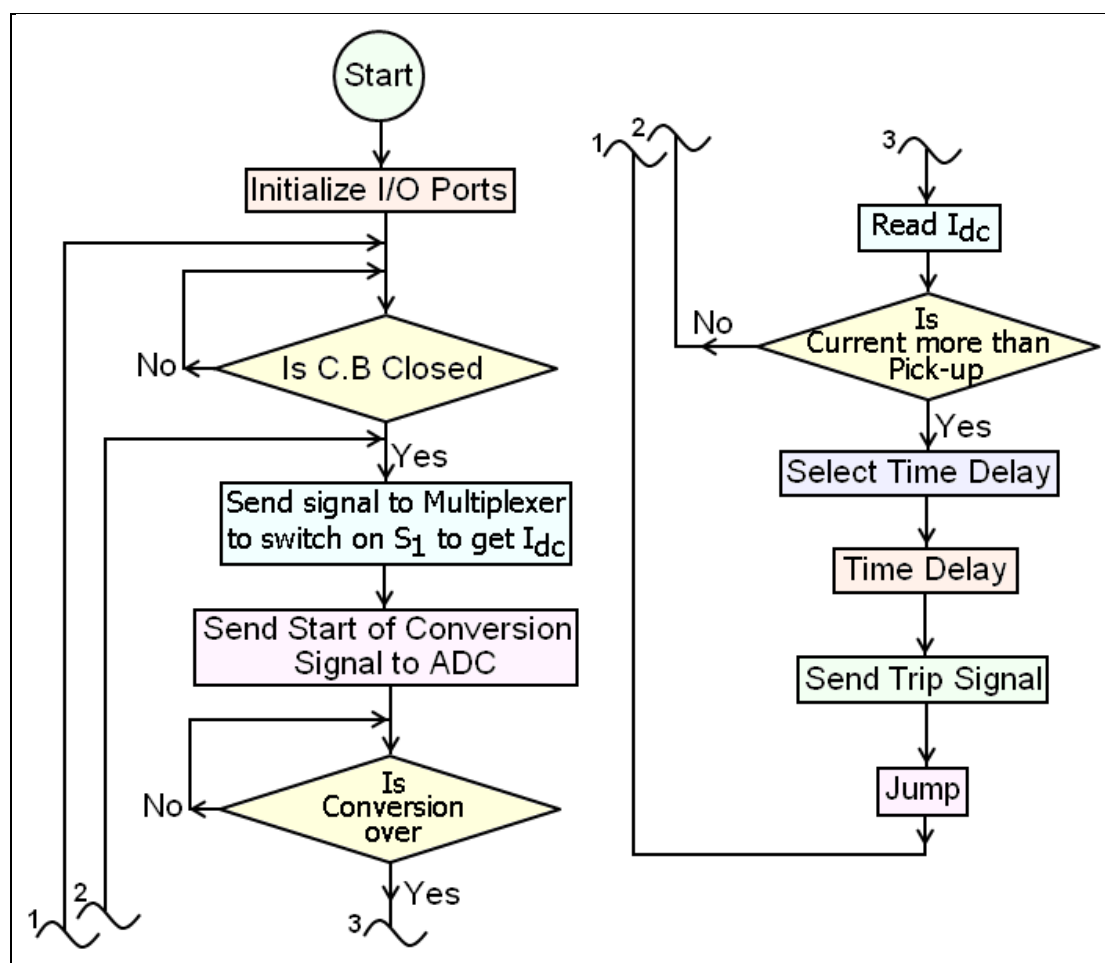 Start
Initialize I/O Ports
Is C.B Closed
No
Yes
Send signal to Multiplexer
to switch on S1 to get Idc
Send Start of Conversion
Signal to ADC
Is
Conversion
over
No
Yes
1
2
3
1
2
3
Read Idc
Is
Current more than
Pick-up
No
Yes
Select Time Delay
Time Delay
Send Trip Signal
Jump